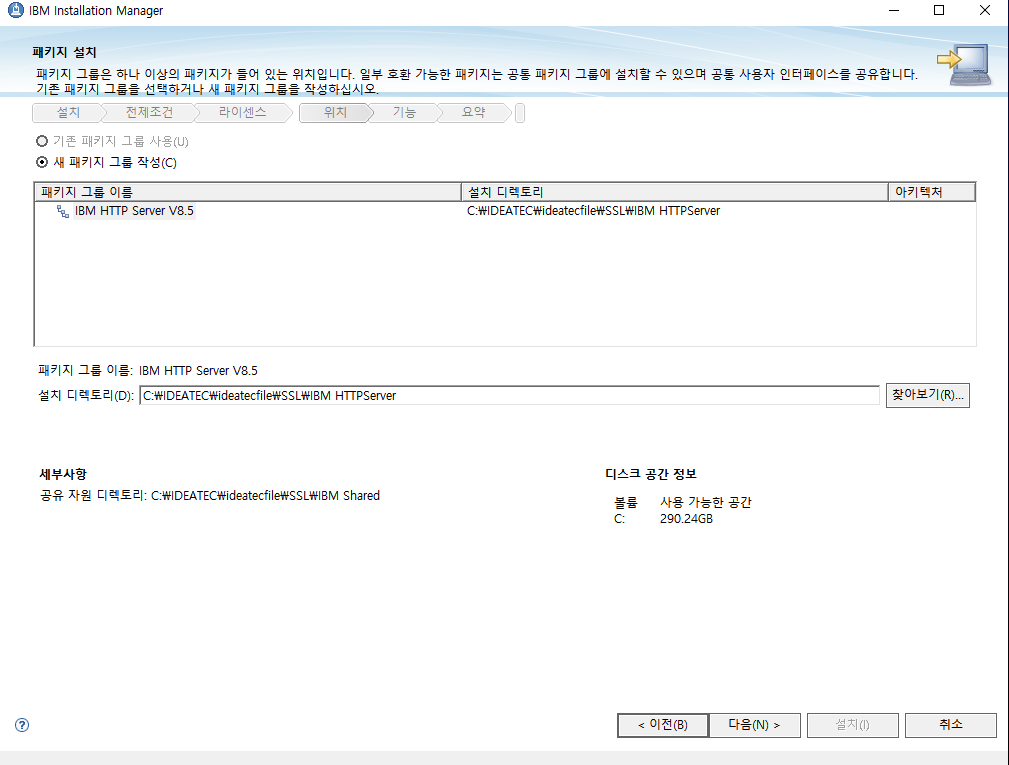 IBM Installation Manager
패키지 설치
패키지 그룹은 하나 이상의 패키지가 들어 있는 위치입니다. 일부 호환 가능한 패키지는 공통 패키지 그룹에 설치할 수 있으며 공통 사용자 인터페이스를 공유합니다.
기존 패키지 그룹을 선택하거나 새 패키지 그룹을 작성하십시오.
설치 전제조건 라이센스 위치 기능 요약
기존 패키지 그룹 사용(U)
새 패키지 그룹 작성(C)
패키지 그룹 이름 설치 디렉토리 아키텍처
IBM HTTP Server V8.5 C:₩IDEATEC₩ideatecfile₩SSL₩IBM HTTPServer
패키지 그룹 이름: IBM HTTP Server V8.5
설치 디렉토리(D): C:₩IDEATEC₩ideatecfile₩SSL₩IBM HTTPServer 찾아보기(R)...
세부사항 디스크 공간 정보
공유 자원 디렉토리: C:₩IDEATEC₩ideatecfile₩SSL₩IBM Shared
볼륨 사용 가능한 공간
C: 290.24GB
? < 이전(B) 다음(N) > 설치(I) 취소